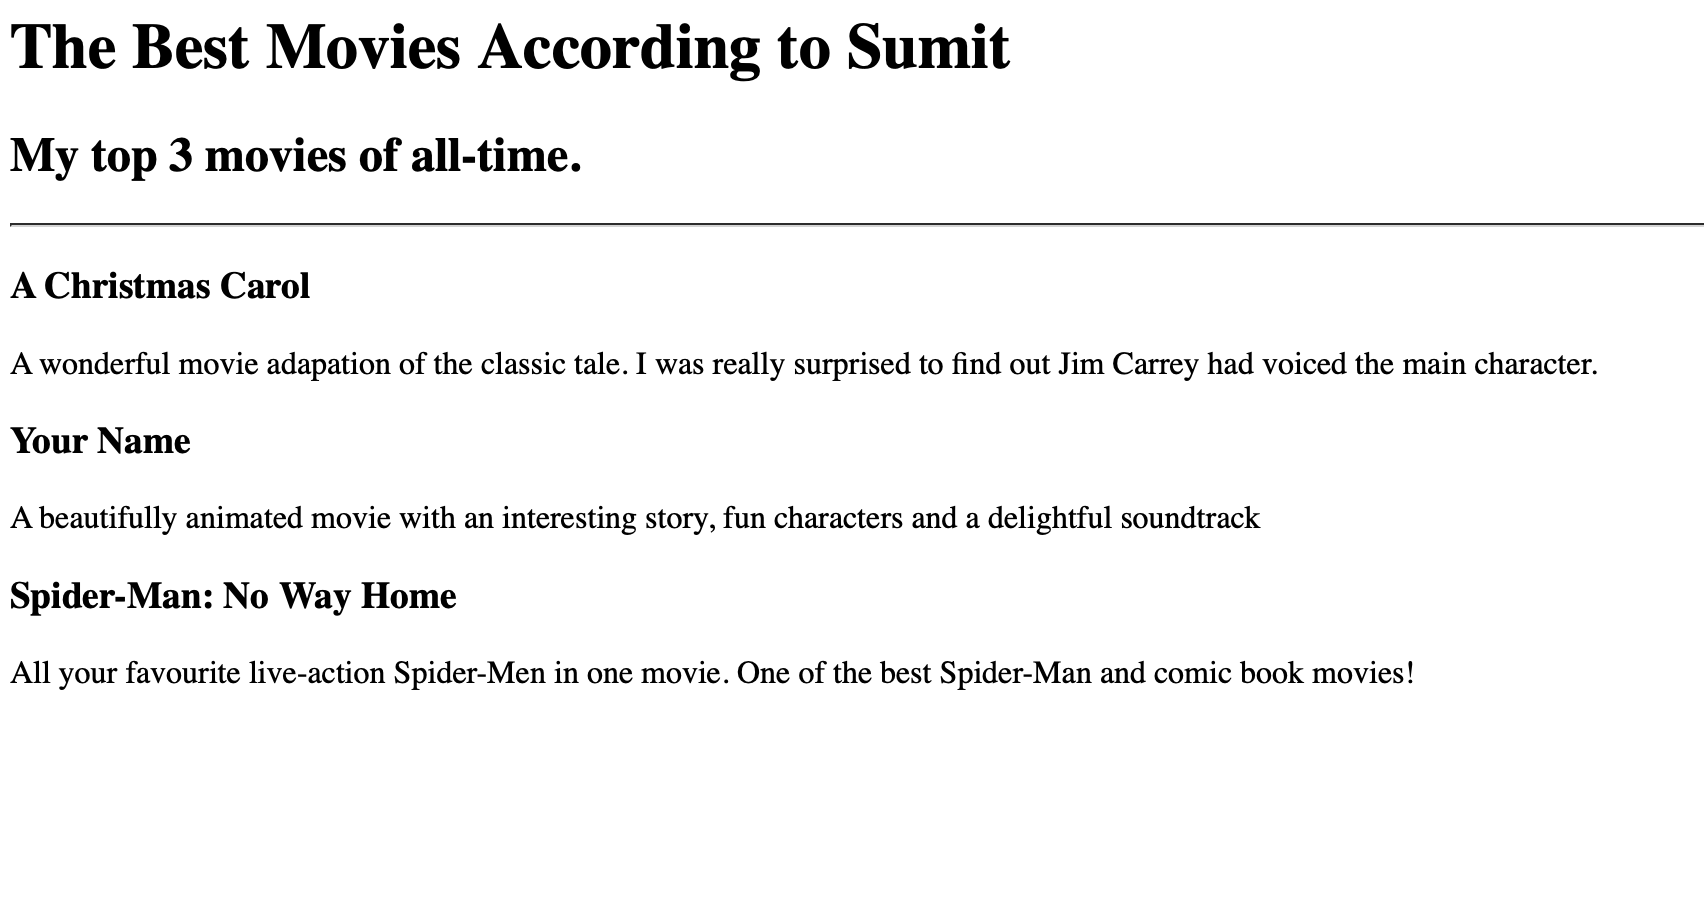 The Best Movies According to Sumit
My top 3 movies of all-time.
A Christmas Carol
A wonderful movie adapation of the classic tale. I was really surprised to find out Jim Carrey had voiced the main character.
Your Name
A beautifully animated movie with an interesting story, fun characters and a delightful soundtrack
Spider-Man: No Way Home
All your favourite live-action Spider-Men in one movie. One of the best Spider-Man and comic book movies!